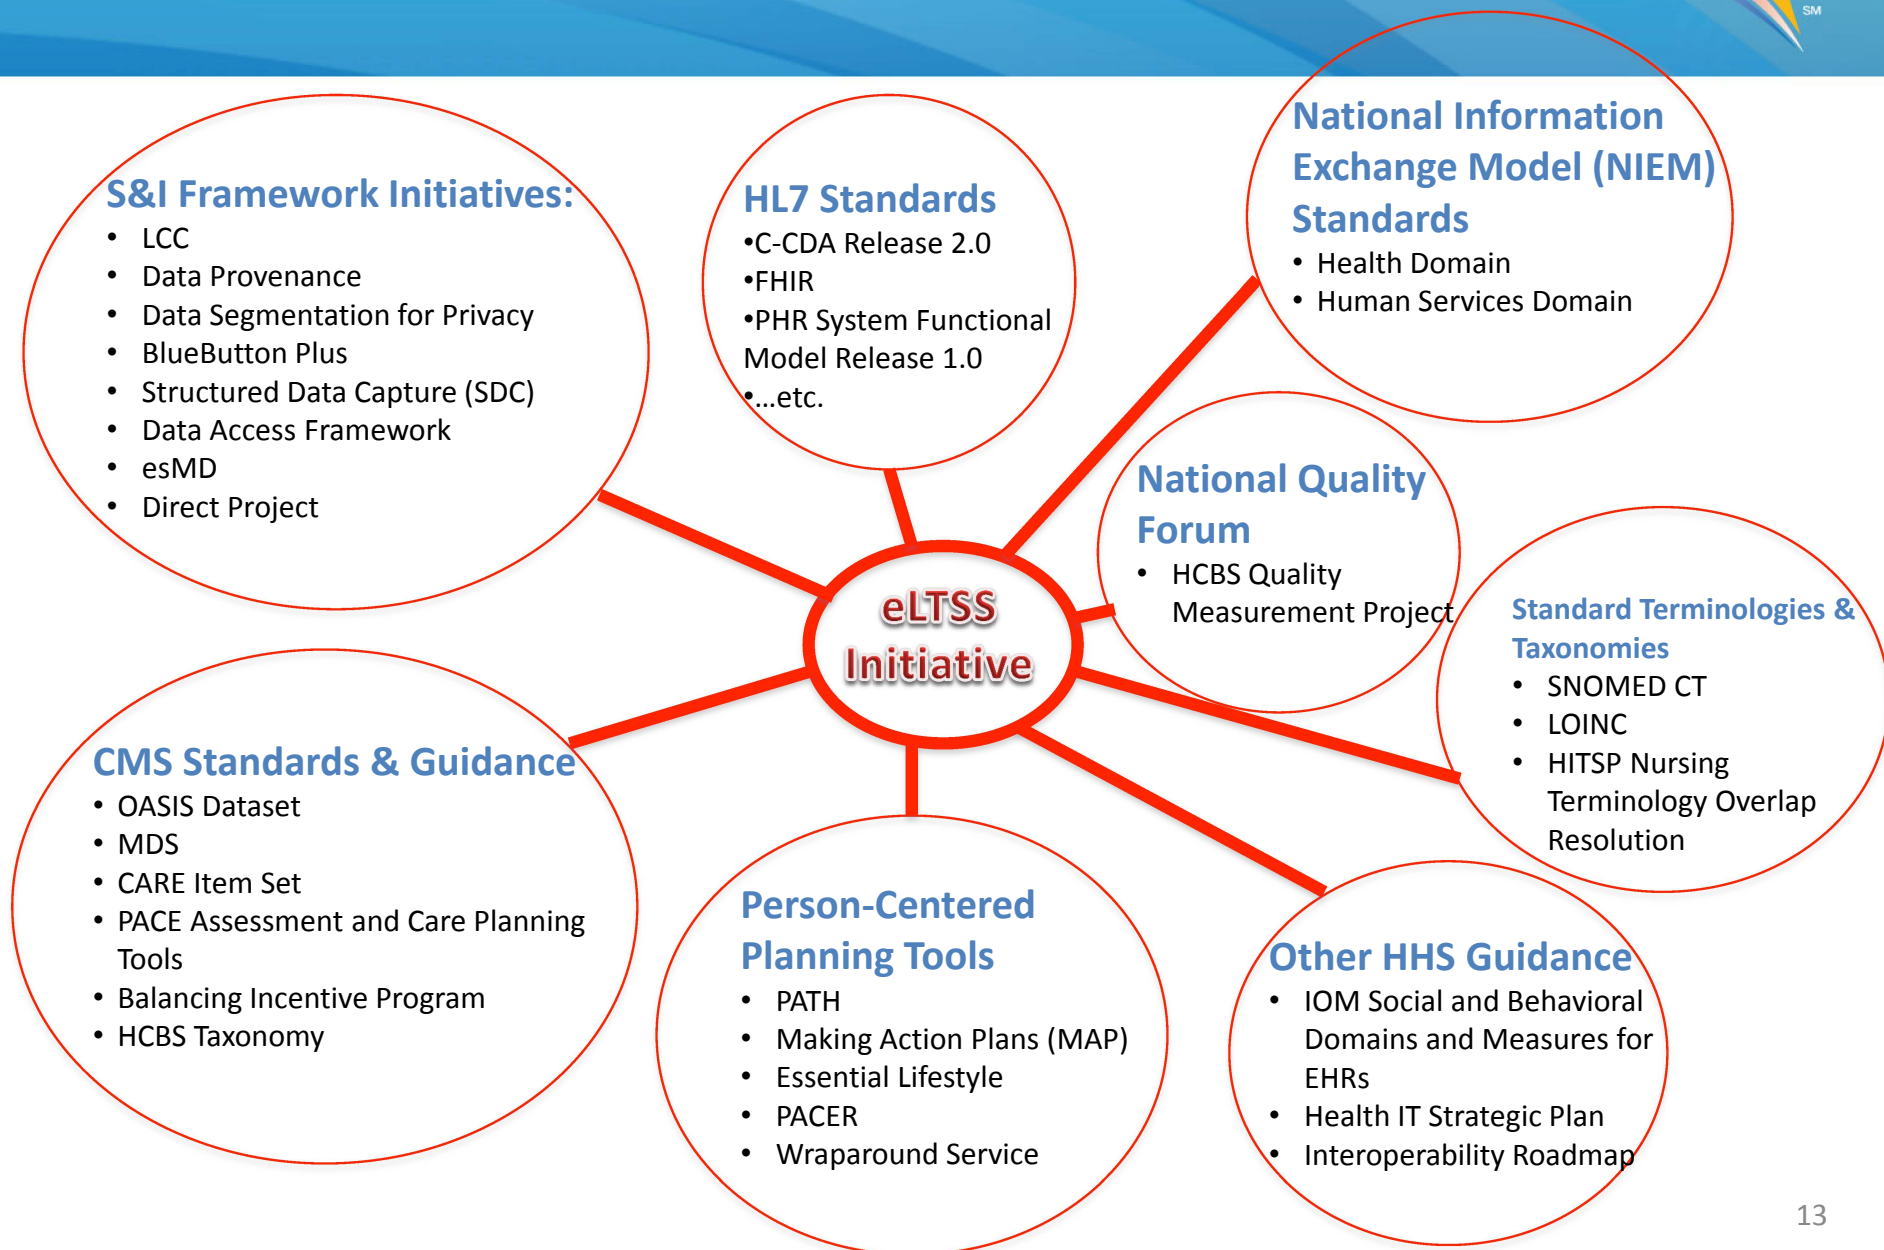 SM
S&I Framework Initiatives:
• LCC
• Data Provenance
• Data Segmentation for Privacy
• BlueButton Plus
• Structured Data Capture (SDC)
• Data Access Framework
• esMD
• Direct Project
HL7 Standards
•C-CDA Release 2.0
•FHIR
•PHR System Functional
Model Release 1.0
•...etc.
National Information
Exchange Model (NIEM)
Standards
• Health Domain
• Human Services Domain
National Quality
Forum
• HCBS Quality
Measurement Project
Standard Terminologies &
Taxonomies
• SNOMED CT
• LOINC
• HITSP Nursing
Terminology Overlap
Resolution
eLTSS
Initiative
CMS Standards & Guidance
• OASIS Dataset
• MDS
• CARE Item Set
• PACE Assessment and Care Planning
Tools
• Balancing Incentive Program
• HCBS Taxonomy
Person-Centered
Planning Tools
• PATH
• Making Action Plans (MAP)
• Essential Lifestyle
• PACER
• Wraparound Service
Other HHS Guidance
• IOM Social and Behavioral
Domains and Measures for
EHRs
• Health IT Strategic Plan
• Interoperability Roadmap
13